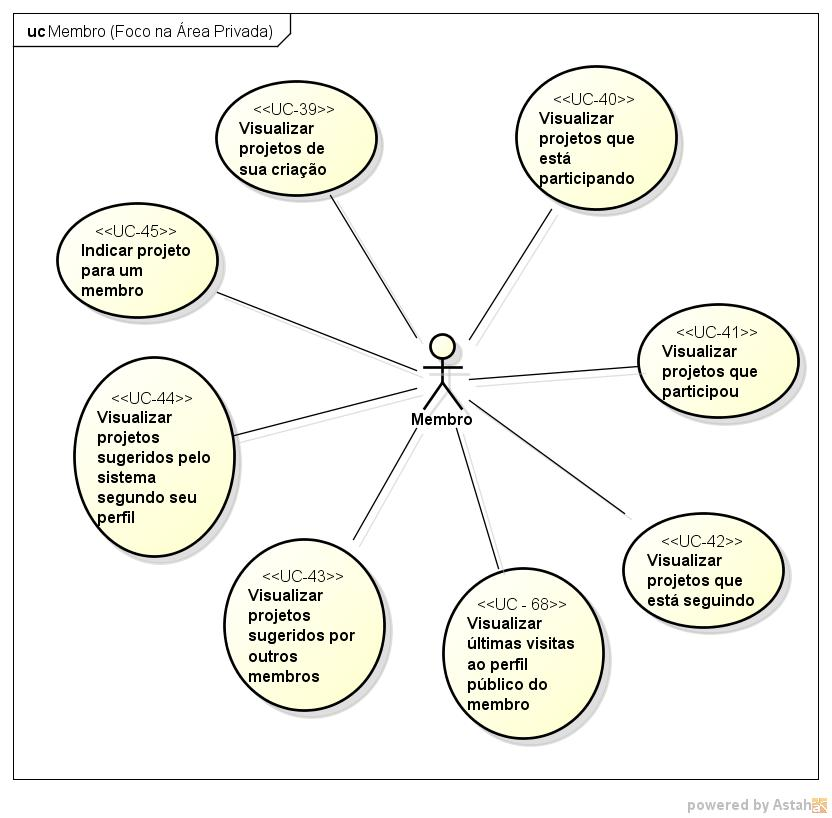 uc Membro (Foco na Área Privada)
<<UC-39>>
Visualizar
projetos de
sua criação
<<UC-40>>
Visualizar
projetos que
está
participando
<<UC-45>>
Indicar projeto
para um
membro
<<UC-41>>
Visualizar
projetos que
participou
<<UC-44>>
Visualizar
projetos
sugeridos pelo
sistema
segundo seu
perfil
Membro
<<UC-42>>
Visualizar
projetos que
está seguindo
<<UC-43>>
Visualizar
projetos
sugeridos por
outros
membros
<<UC - 68>>
Visualizar
últimas visitas
ao perfil
público do
membro
powered by Astah